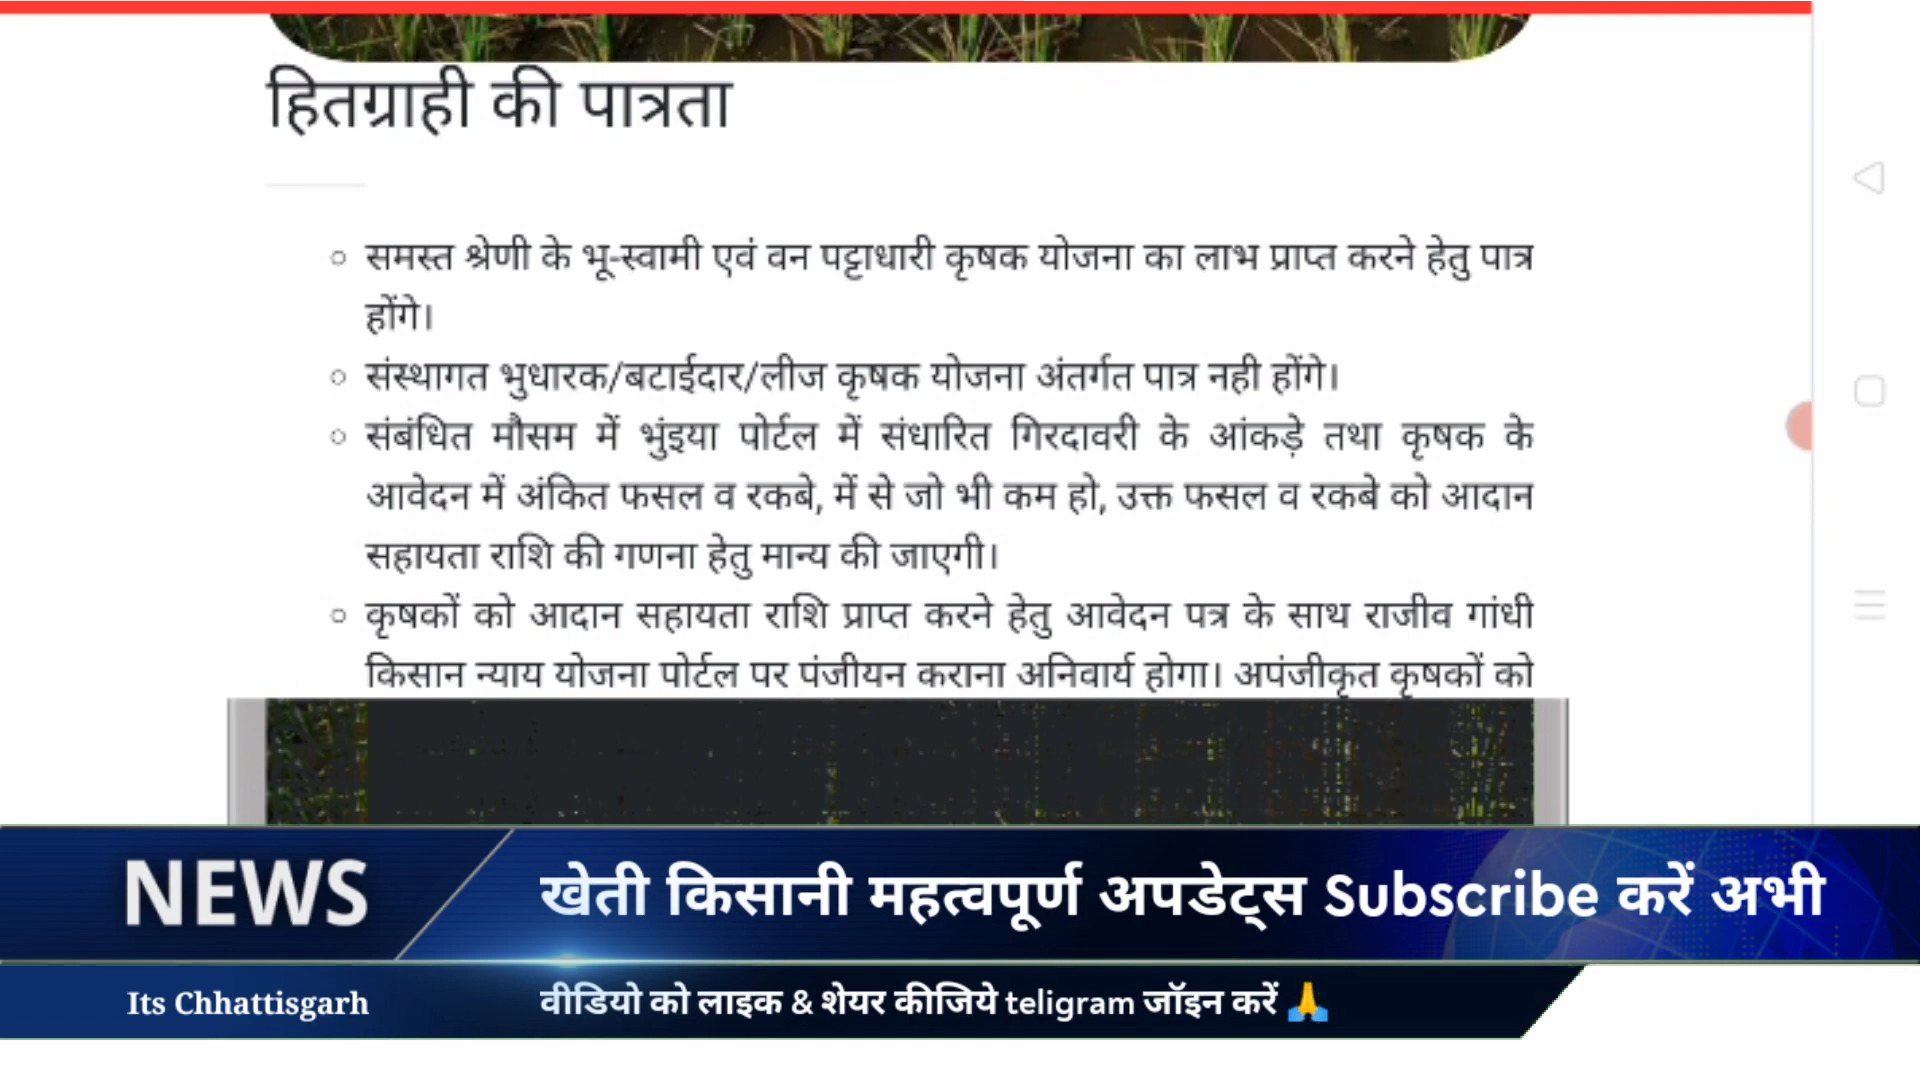 हितग्राही की पात्रता
समस्त श्रेणी के भू-स्वामी एवं वन पट्टाधारी कृषक योजना का लाभ प्राप्त करने हेतु पात्र
होंगे।
संस्थागत भुधारक/बटाईदार/लीज कृषक योजना अंतर्गत पात्र नही होंगे।
संबंधित मौसम में भुंइया पोर्टल में संधारित गिरदावरी के आंकड़े तथा कृषक के
आवेदन में अंकित फसल व रकबे, में से जो भी कम हो, उक्त फसल व रकबे को आदान
सहायता राशि की गणना हेतु मान्य की जाएगी।
कृषकों को आदान सहायता राशि प्राप्त करने हेतु आवेदन पत्र के साथ राजीव गांधी
किसान न्याय योजना पोर्टल पर पंजीयन कराना अनिवार्य होगा। अपंजीकृत कृषकों को
NEWS
खेती किसानी महत्वपूर्ण अपडेट्स Subscribe करें अभी
Its Chhattisgarh
वीडियो को लाइक & शेयर कीजिये teligram जॉइन करें 🙏